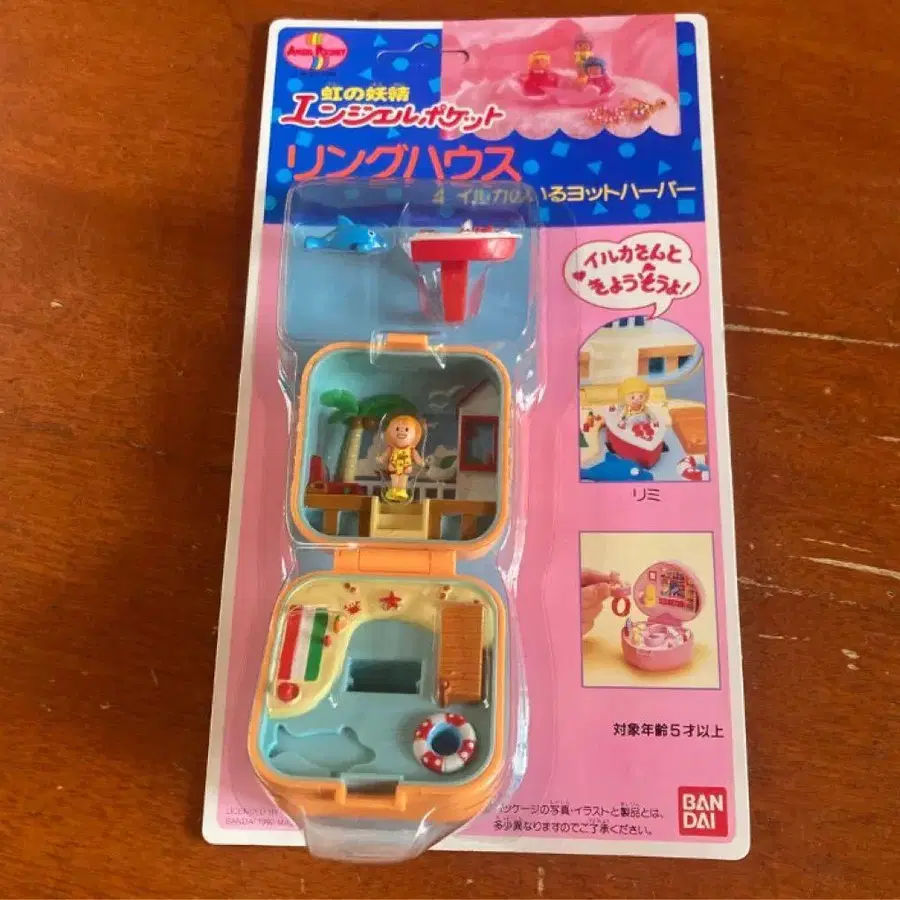 ANGEL POCKET
虹の妖精
エンジェルポケット
リングハウス
4 イルカのいるヨットハーバー
イルカさんと
きょうそうよ!
リミ
対象年齢5才以上
パッケージの写真・イラストと製品とは、
多少異なりますのでご了承ください。
BAN
DAI